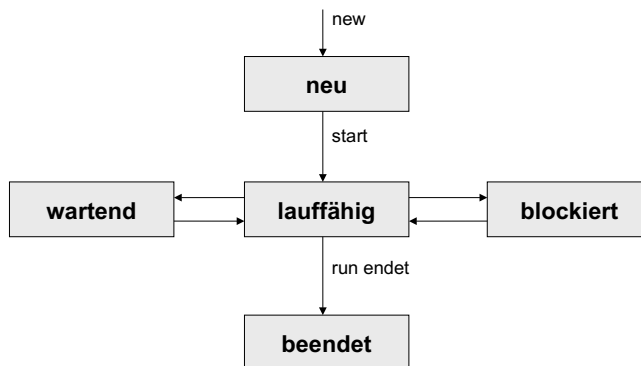 new
neu
start
wartend
lauffähig
blockiert
run endet
beendet